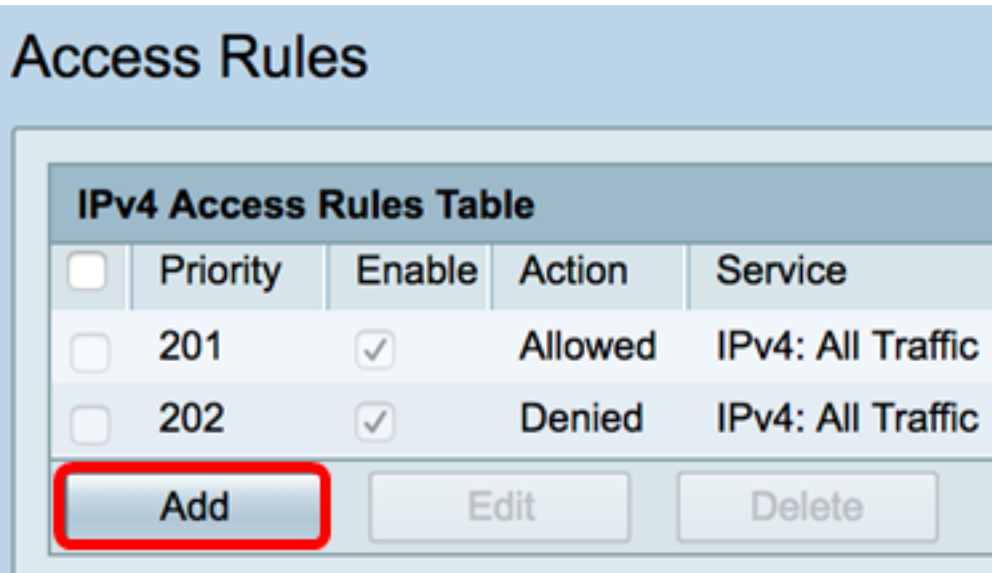 Access Rules
IPv4 Access Rules Table
Priority Enable Action Service
201 Allowed IPv4: All Traffic
202 Denied IPv4: All Traffic
Add Edit Delete